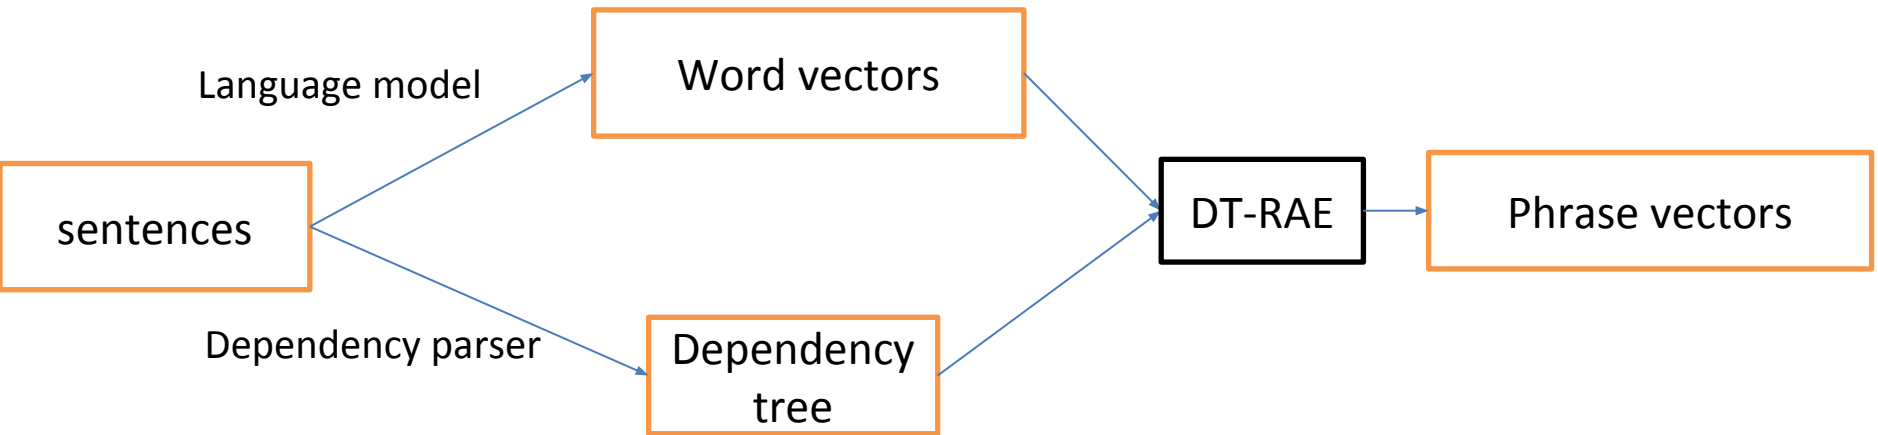 Language model
Word vectors
sentences
DT-RAE
Phrase vectors
Dependency parser
Dependency
tree